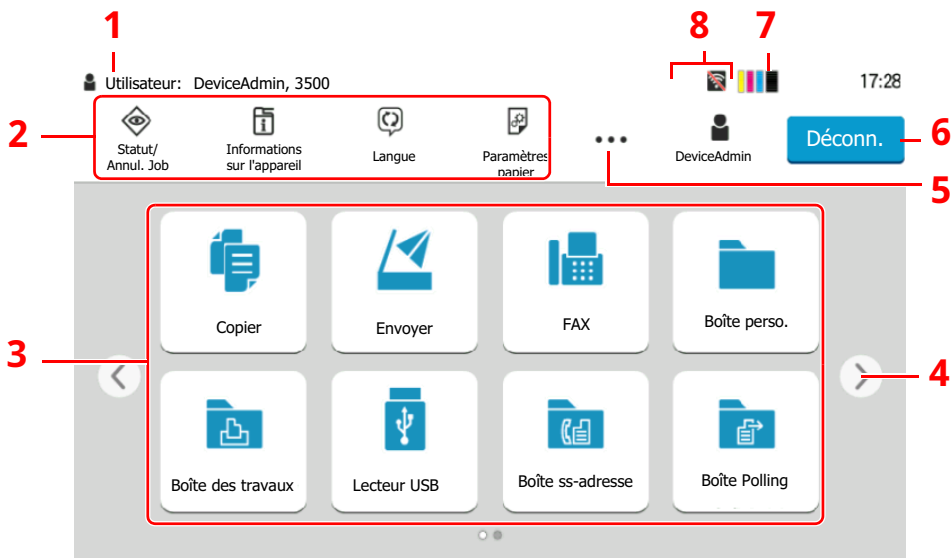 1
8
7
Utilisateur: DeviceAdmin, 3500
17:28
2
Statut/
Annul. Job
Informations
sur l'appareil
Langue
Paramètres
papier
DeviceAdmin
Déconn.
6
5
Copier
Envoyer
FAX
Boîte perso.
3
4
Boîte des travaux
Lecteur USB
Boîte ss-adresse
Boîte Polling